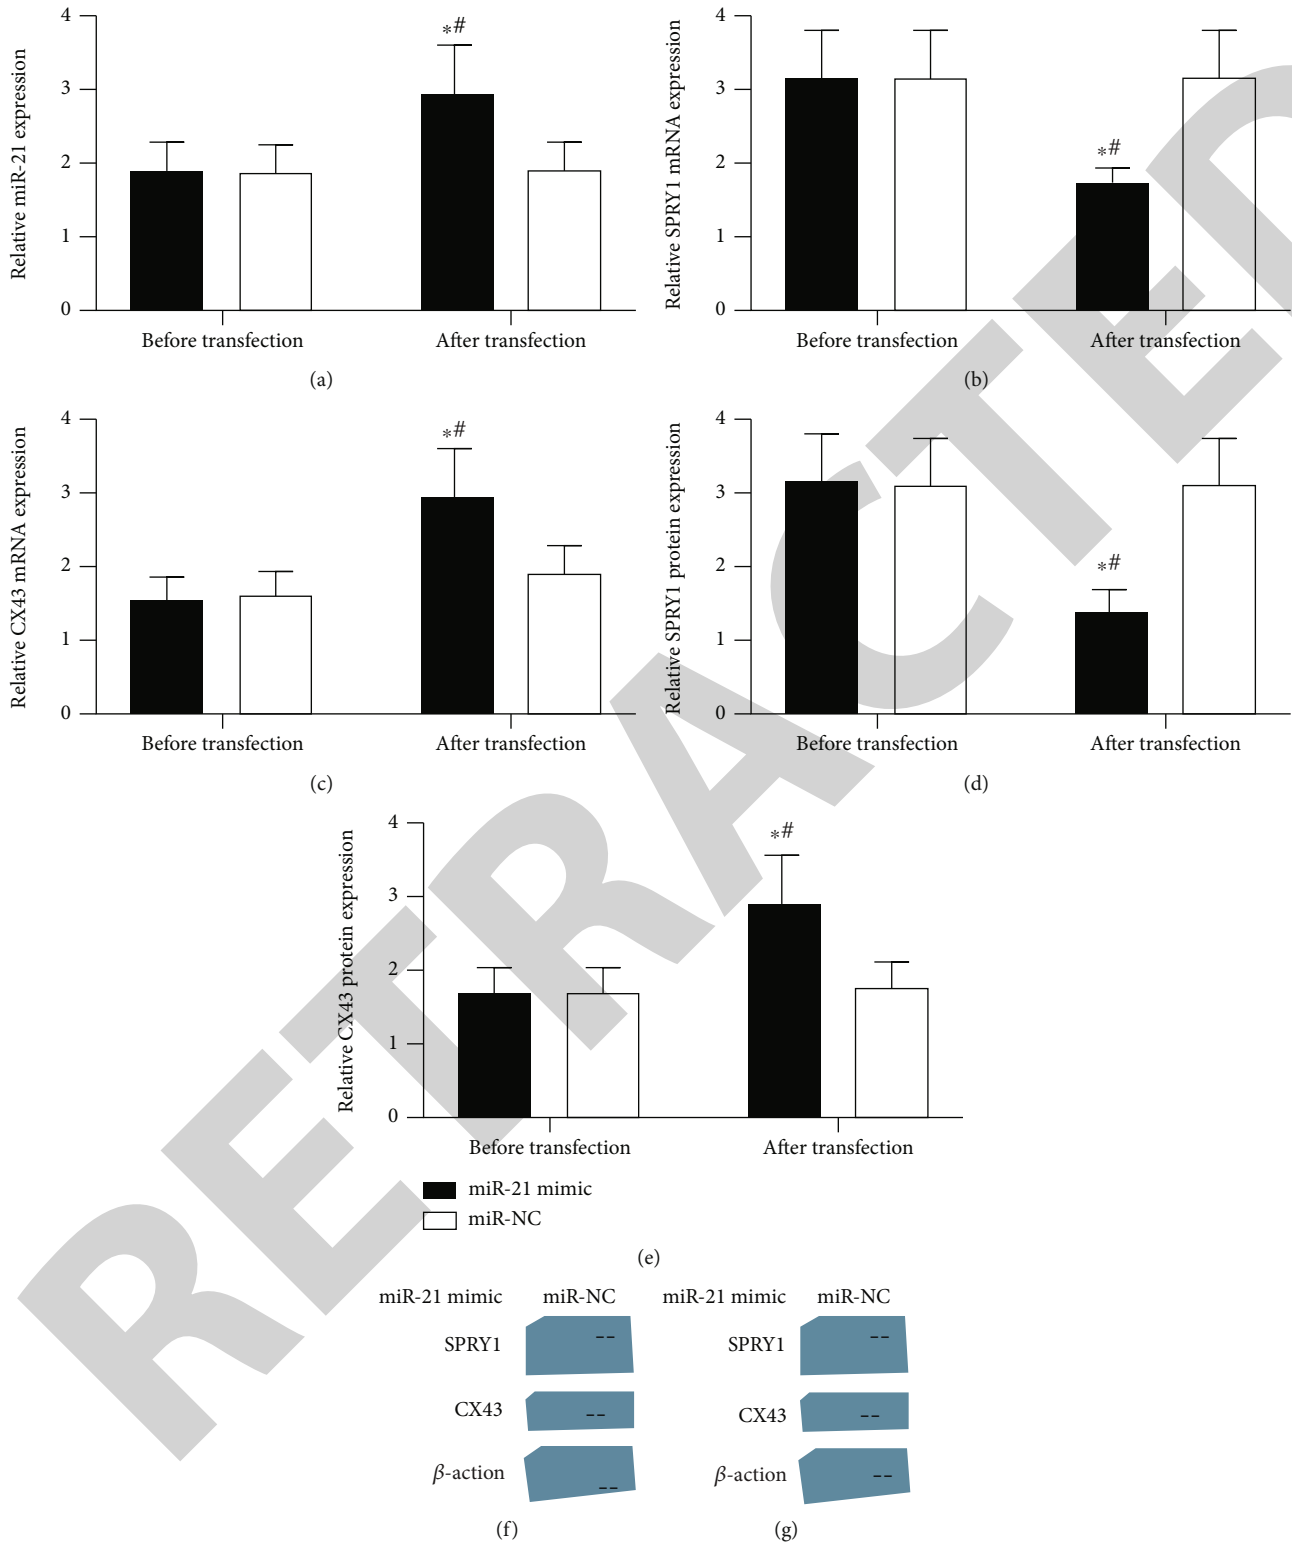 4
3
2
1
0
Relative miR-21 expression
*#
Before transfection
After transfection
(a)
4
3
2
1
0
Relative SPRY1 mRNA expression
*#
Before transfection
After transfection
(b)
4
3
2
1
0
Relative CX43 mRNA expression
*#
Before transfection
After transfection
(c)
4
3
2
1
0
Relative SPRY1 protein expression
*#
Before transfection
After transfection
(d)
4
3
2
1
0
Relative CX43 protein expression
*#
Before transfection
After transfection
miR-21 mimic
miR-NC
(e)
miR-21 mimic miR-NC
SPRY1
CX43
β-action
(f)
miR-21 mimic miR-NC
SPRY1
CX43
β-action
(g)
RETRACTED